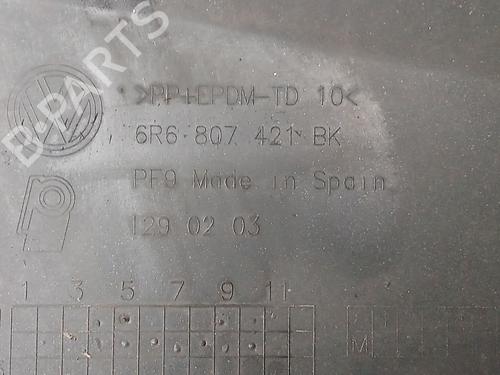 B-PARTS
>PP+EPDM-TD 10<
6R6 807 421 BK
PF9 Made in Spain
129 02 03
1 3 5 7 9 11
M